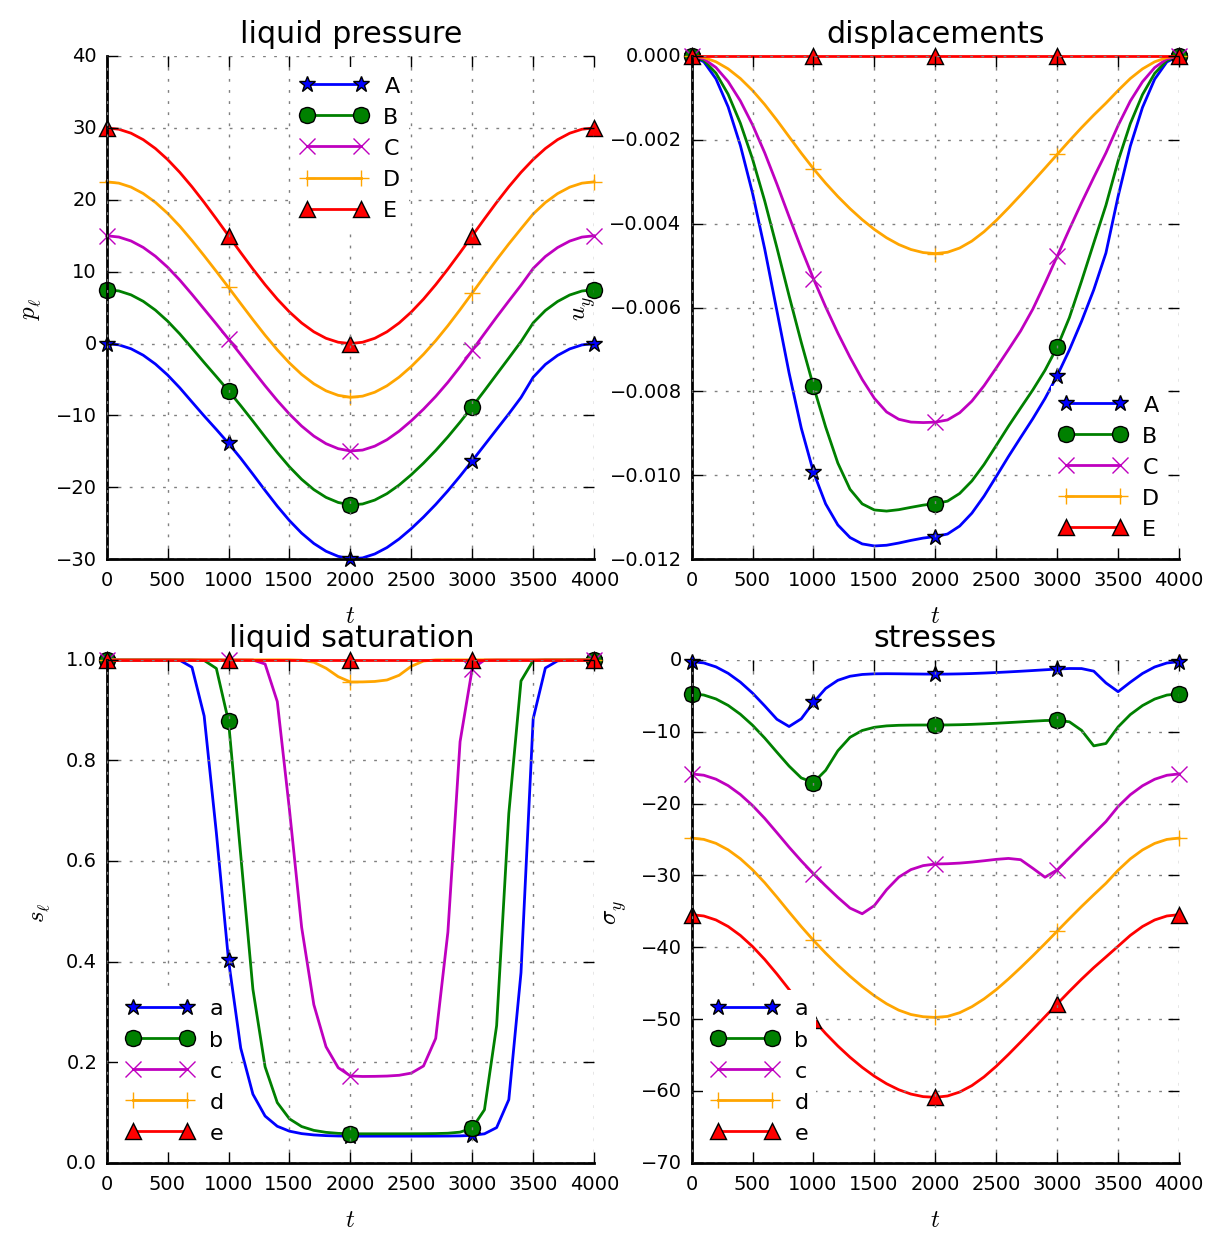 liquid pressure
40
30
20
10
0
−10
−20
−30
0 500 1000 1500 2000 2500 3000 3500 4000
t
pℓ
A
B
C
D
E
displacements
0.000
−0.002
−0.004
−0.006
−0.008
−0.010
−0.012
0 500 1000 1500 2000 2500 3000 3500 4000
t
uy
A
B
C
D
E
liquid saturation
1.0
0.8
0.6
0.4
0.2
0.0
0 500 1000 1500 2000 2500 3000 3500 4000
t
sℓ
a
b
c
d
e
stresses
0
−10
−20
−30
−40
−50
−60
−70
0 500 1000 1500 2000 2500 3000 3500 4000
t
σy
a
b
c
d
e